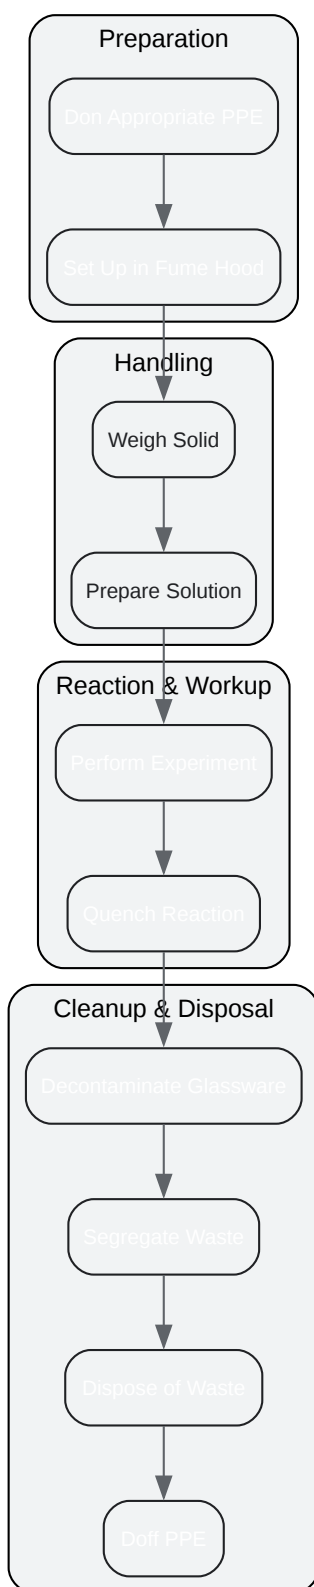 Preparation
Don Appropriate PPE
Set Up in Fume Hood
Handling
Weigh Solid
Prepare Solution
Reaction & Workup
Perform Experiment
Quench Reaction
Cleanup & Disposal
Decontaminate Glassware
Segregate Waste
Dispose of Waste
Doff PPE